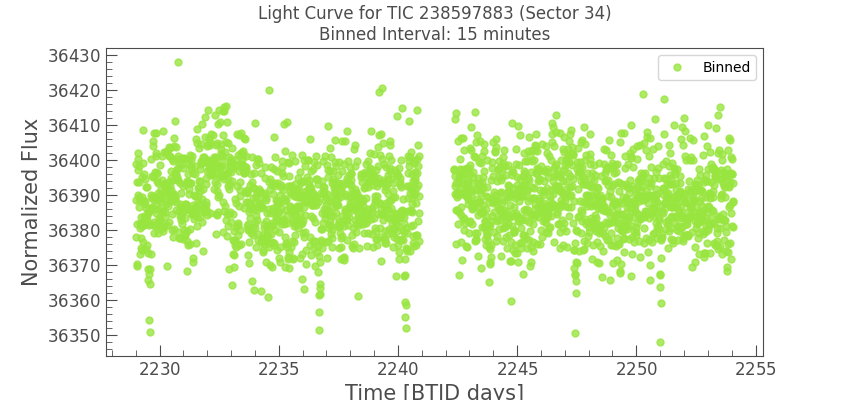 Light Curve for TIC 238597883 (Sector 34)
Binned Interval: 15 minutes
Binned
Normalized Flux
36430
36420
36410
36400
36390
36380
36370
36360
36350
2230 2235 2240 2245 2250 2255
Time [BTJD days]